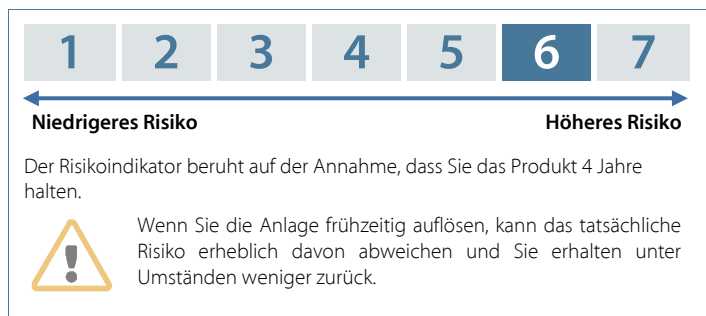 1 2 3 4 5 6 7
Niedrigeres Risiko Höheres Risiko
Der Risikoindikator beruht auf der Annahme, dass Sie das Produkt 4 Jahre
halten.
Wenn Sie die Anlage frühzeitig auflösen, kann das tatsächliche
Risiko erheblich davon abweichen und Sie erhalten unter
Umständen weniger zurück.